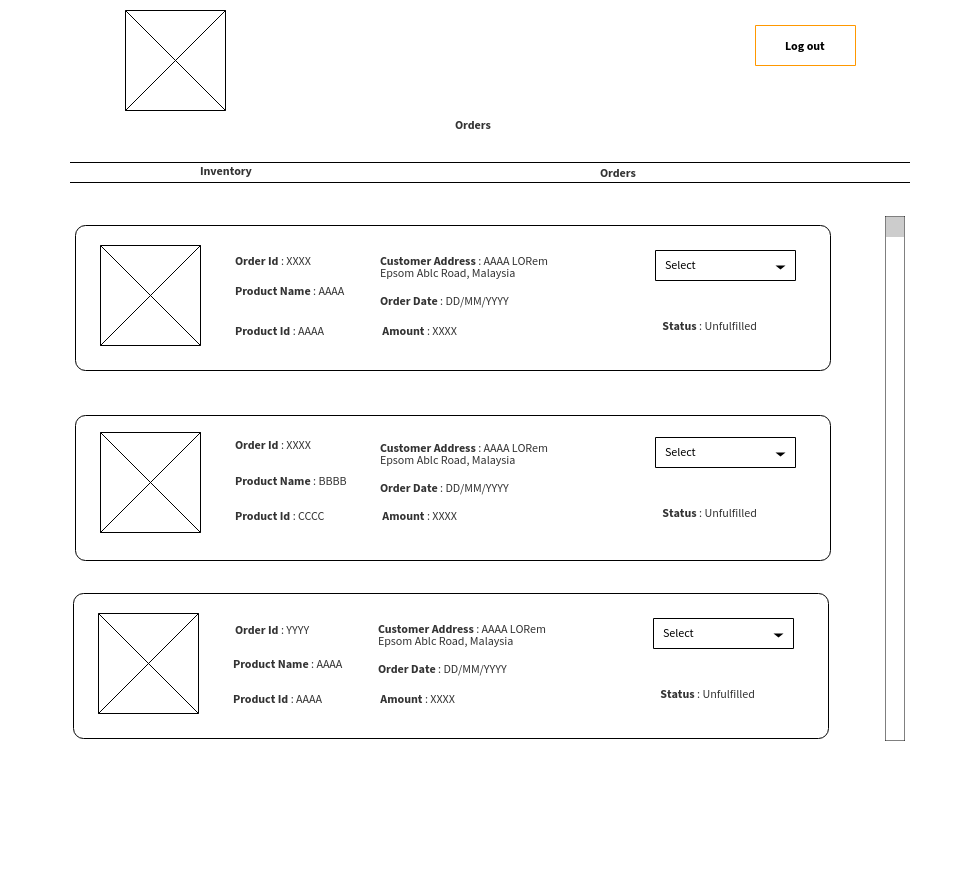 Log out
Orders
Inventory
Orders
Order Id : XXXX
Product Name : AAAA
Product Id : AAAA
Customer Address : AAAA LORem
Epsom Ablc Road, Malaysia
Order Date : DD/MM/YYYY
Amount : XXXX
Select
Status : Unfulfilled
Order Id : XXXX
Product Name : BBBB
Product Id : CCCC
Customer Address : AAAA LORem
Epsom Ablc Road, Malaysia
Order Date : DD/MM/YYYY
Amount : XXXX
Select
Status : Unfulfilled
Order Id : YYYY
Product Name : AAAA
Product Id : AAAA
Customer Address : AAAA LORem
Epsom Ablc Road, Malaysia
Order Date : DD/MM/YYYY
Amount : XXXX
Select
Status : Unfulfilled